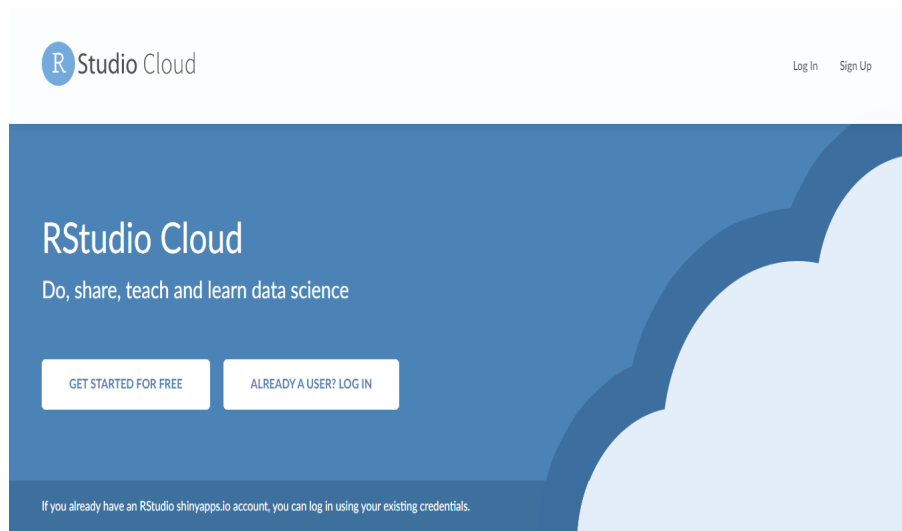 R Studio Cloud
Log In Sign Up
RStudio Cloud
Do, share, teach and learn data science
GET STARTED FOR FREE ALREADY A USER? LOG IN
If you already have an RStudio shinyapps.io account, you can log in using your existing credentials.